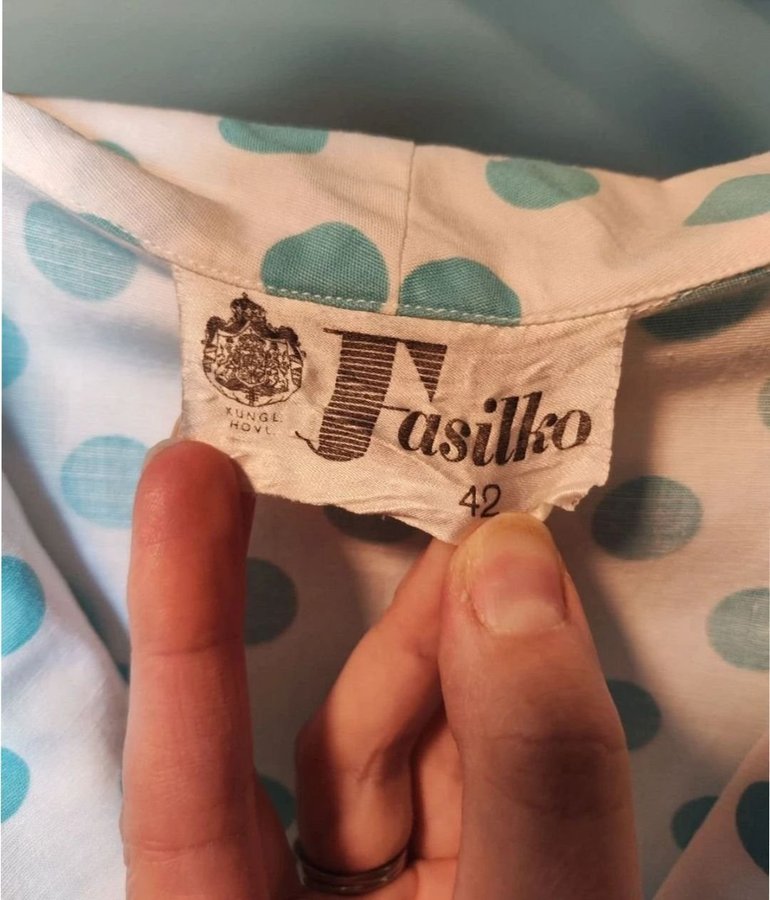 KUNGL.
HOVL.
Fasilko
42